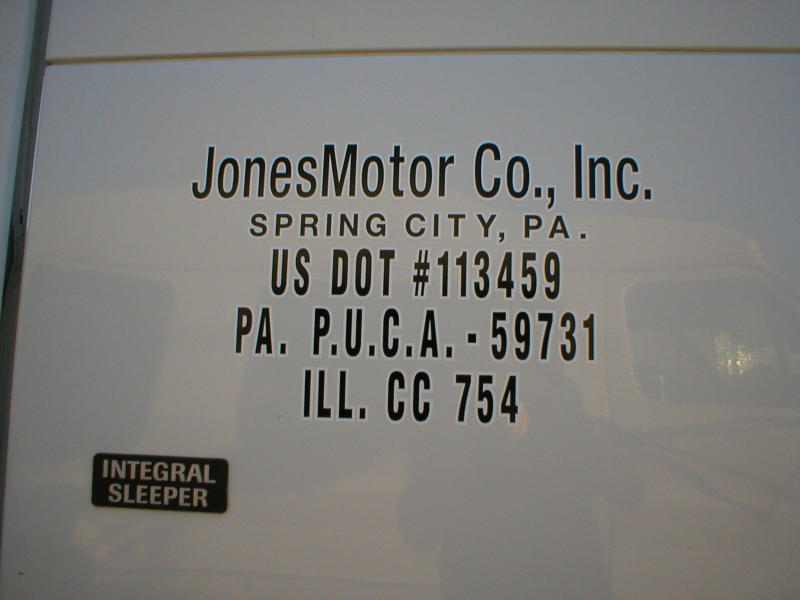 JonesMotor Co., Inc.
SPRING CITY, PA.
US DOT #113459
PA. P.U.C.A. - 59731
ILL. CC 754
INTEGRAL
SLEEPER